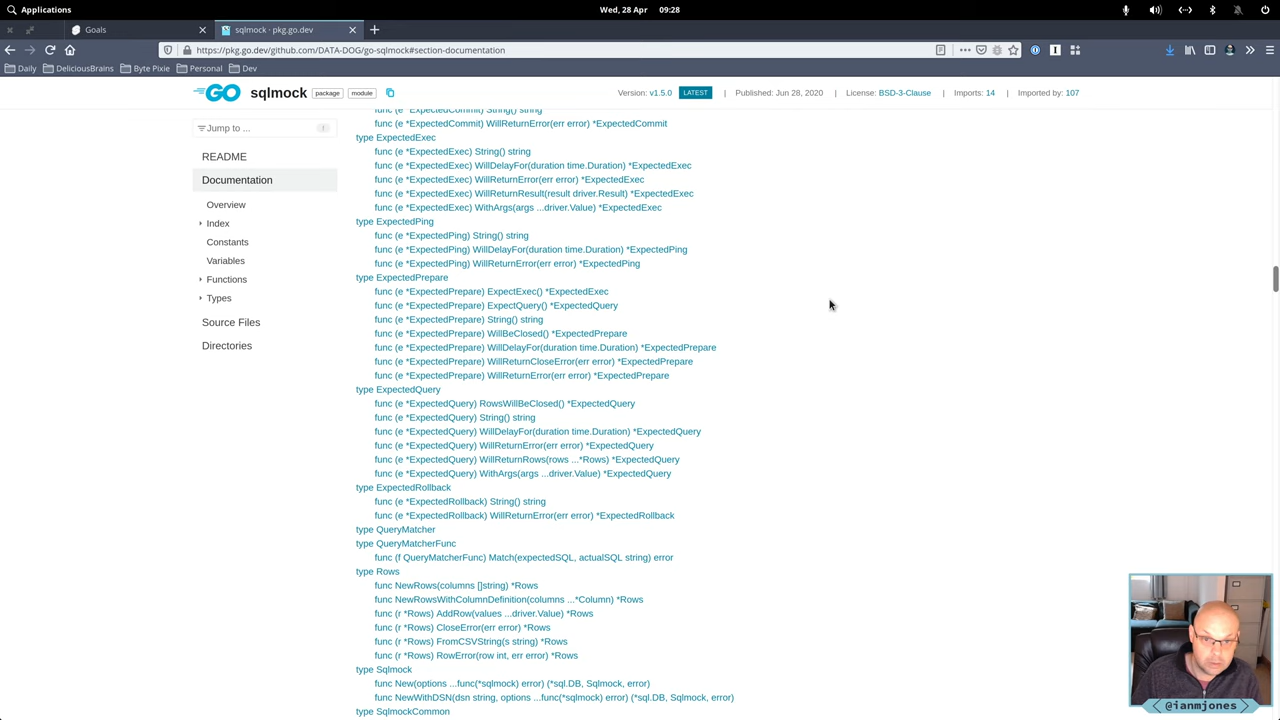 Applications
Wed, 28 Apr 09:28
Goals
sqlmock · pkg.go.dev
https://pkg.go.dev/github.com/DATA-DOG/go-sqlmock#section-documentation
Daily
DeliciousBrains
Byte Pixie
Personal
Dev
GO
sqlmock
package
module
Version: v1.5.0
LATEST
| Published: Jun 28, 2020
| License: BSD-3-Clause
| Imports: 14
| Imported by: 107
Jump to ...
README
Documentation
Overview
Index
Constants
Variables
Functions
Types
Source Files
Directories
func (e *ExpectedCommit) String() string
func (e *ExpectedCommit) WillReturnError(err error) *ExpectedCommit
type ExpectedExec
func (e *ExpectedExec) String() string
func (e *ExpectedExec) WillDelayFor(duration time.Duration) *ExpectedExec
func (e *ExpectedExec) WillReturnError(err error) *ExpectedExec
func (e *ExpectedExec) WillReturnResult(result driver.Result) *ExpectedExec
func (e *ExpectedExec) WithArgs(args ...driver.Value) *ExpectedExec
type ExpectedPing
func (e *ExpectedPing) String() string
func (e *ExpectedPing) WillDelayFor(duration time.Duration) *ExpectedPing
func (e *ExpectedPing) WillReturnError(err error) *ExpectedPing
type ExpectedPrepare
func (e *ExpectedPrepare) ExpectExec() *ExpectedExec
func (e *ExpectedPrepare) ExpectQuery() *ExpectedQuery
func (e *ExpectedPrepare) String() string
func (e *ExpectedPrepare) WillBeClosed() *ExpectedPrepare
func (e *ExpectedPrepare) WillDelayFor(duration time.Duration) *ExpectedPrepare
func (e *ExpectedPrepare) WillReturnCloseError(err error) *ExpectedPrepare
func (e *ExpectedPrepare) WillReturnError(err error) *ExpectedPrepare
type ExpectedQuery
func (e *ExpectedQuery) RowsWillBeClosed() *ExpectedQuery
func (e *ExpectedQuery) String() string
func (e *ExpectedQuery) WillDelayFor(duration time.Duration) *ExpectedQuery
func (e *ExpectedQuery) WillReturnError(err error) *ExpectedQuery
func (e *ExpectedQuery) WillReturnRows(rows ...*Rows) *ExpectedQuery
func (e *ExpectedQuery) WithArgs(args ...driver.Value) *ExpectedQuery
type ExpectedRollback
func (e *ExpectedRollback) String() string
func (e *ExpectedRollback) WillReturnError(err error) *ExpectedRollback
type QueryMatcher
type QueryMatcherFunc
func (f QueryMatcherFunc) Match(expectedSQL, actualSQL string) error
type Rows
func NewRows(columns []string) *Rows
func NewRowsWithColumnDefinition(columns ...*Column) *Rows
func (r *Rows) AddRow(values ...driver.Value) *Rows
func (r *Rows) CloseError(err error) *Rows
func (r *Rows) FromCSVString(s string) *Rows
func (r *Rows) RowError(row int, err error) *Rows
type Sqlmock
func New(options ...func(*sqlmock) error) (*sql.DB, Sqlmock, error)
func NewWithDSN(dsn string, options ...func(*sqlmock) error) (*sql.DB, Sqlmock, error)
type SqlmockCommon
@ianmjones